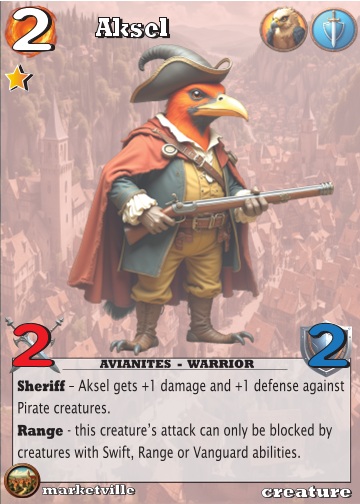 2 Aksel
2 2
AVIANITES - WARRIOR
Sheriff - Aksel gets +1 damage and +1 defense against
Pirate creatures.
Range - this creature's attack can only be blocked by
creatures with Swift, Range or Vanguard abilities.
marketville creature